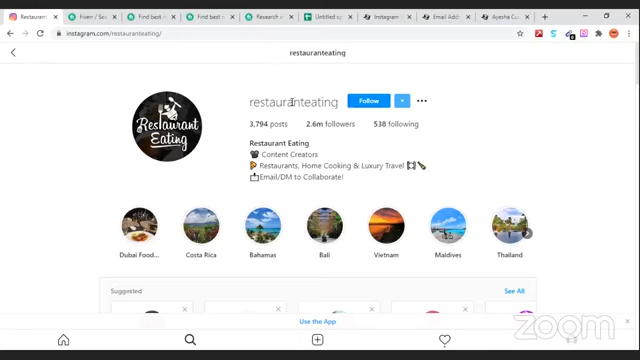 Restauran
Fiverr / Sea
Find best r
Find best r
Research e
Untitled sp
Instagram
Email Addr
Ayesha Cu
instagram.com/restauranteating/
restauranteating
restauranteating
Follow
3,794 posts
2.6m followers
538 following
Restaurant Eating
Restaurant Eating
Content Creators
Restaurants, Home Cooking & Luxury Travel
Email/DM to Collaborate!
Dubai Food...
Costa Rica
Bahamas
Bali
Vietnam
Maldives
Thailand
Suggested
See All
Use the App
zoom